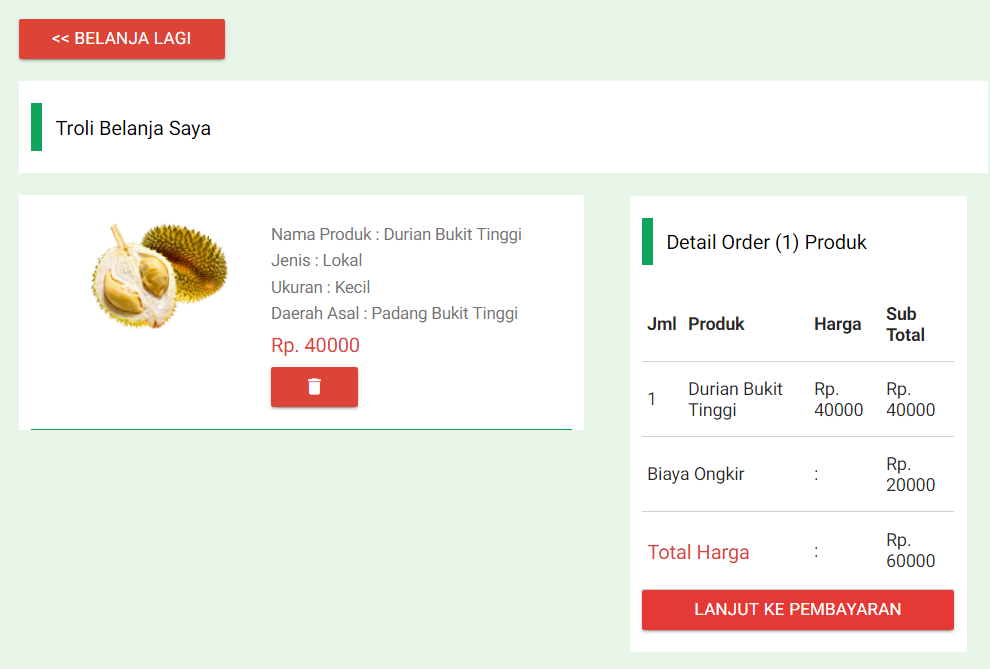 << BELANJA LAGI
Troli Belanja Saya
Nama Produk : Durian Bukit Tinggi
Jenis : Lokal
Ukuran : Kecil
Daerah Asal : Padang Bukit Tinggi
Rp. 40000
Detail Order (1) Produk
Jml Produk Harga Sub
Total
1 Durian Bukit Rp. Rp.
Tinggi 40000 40000
Biaya Ongkir : Rp.
20000
Total Harga : Rp.
60000
LANJUT KE PEMBAYARAN